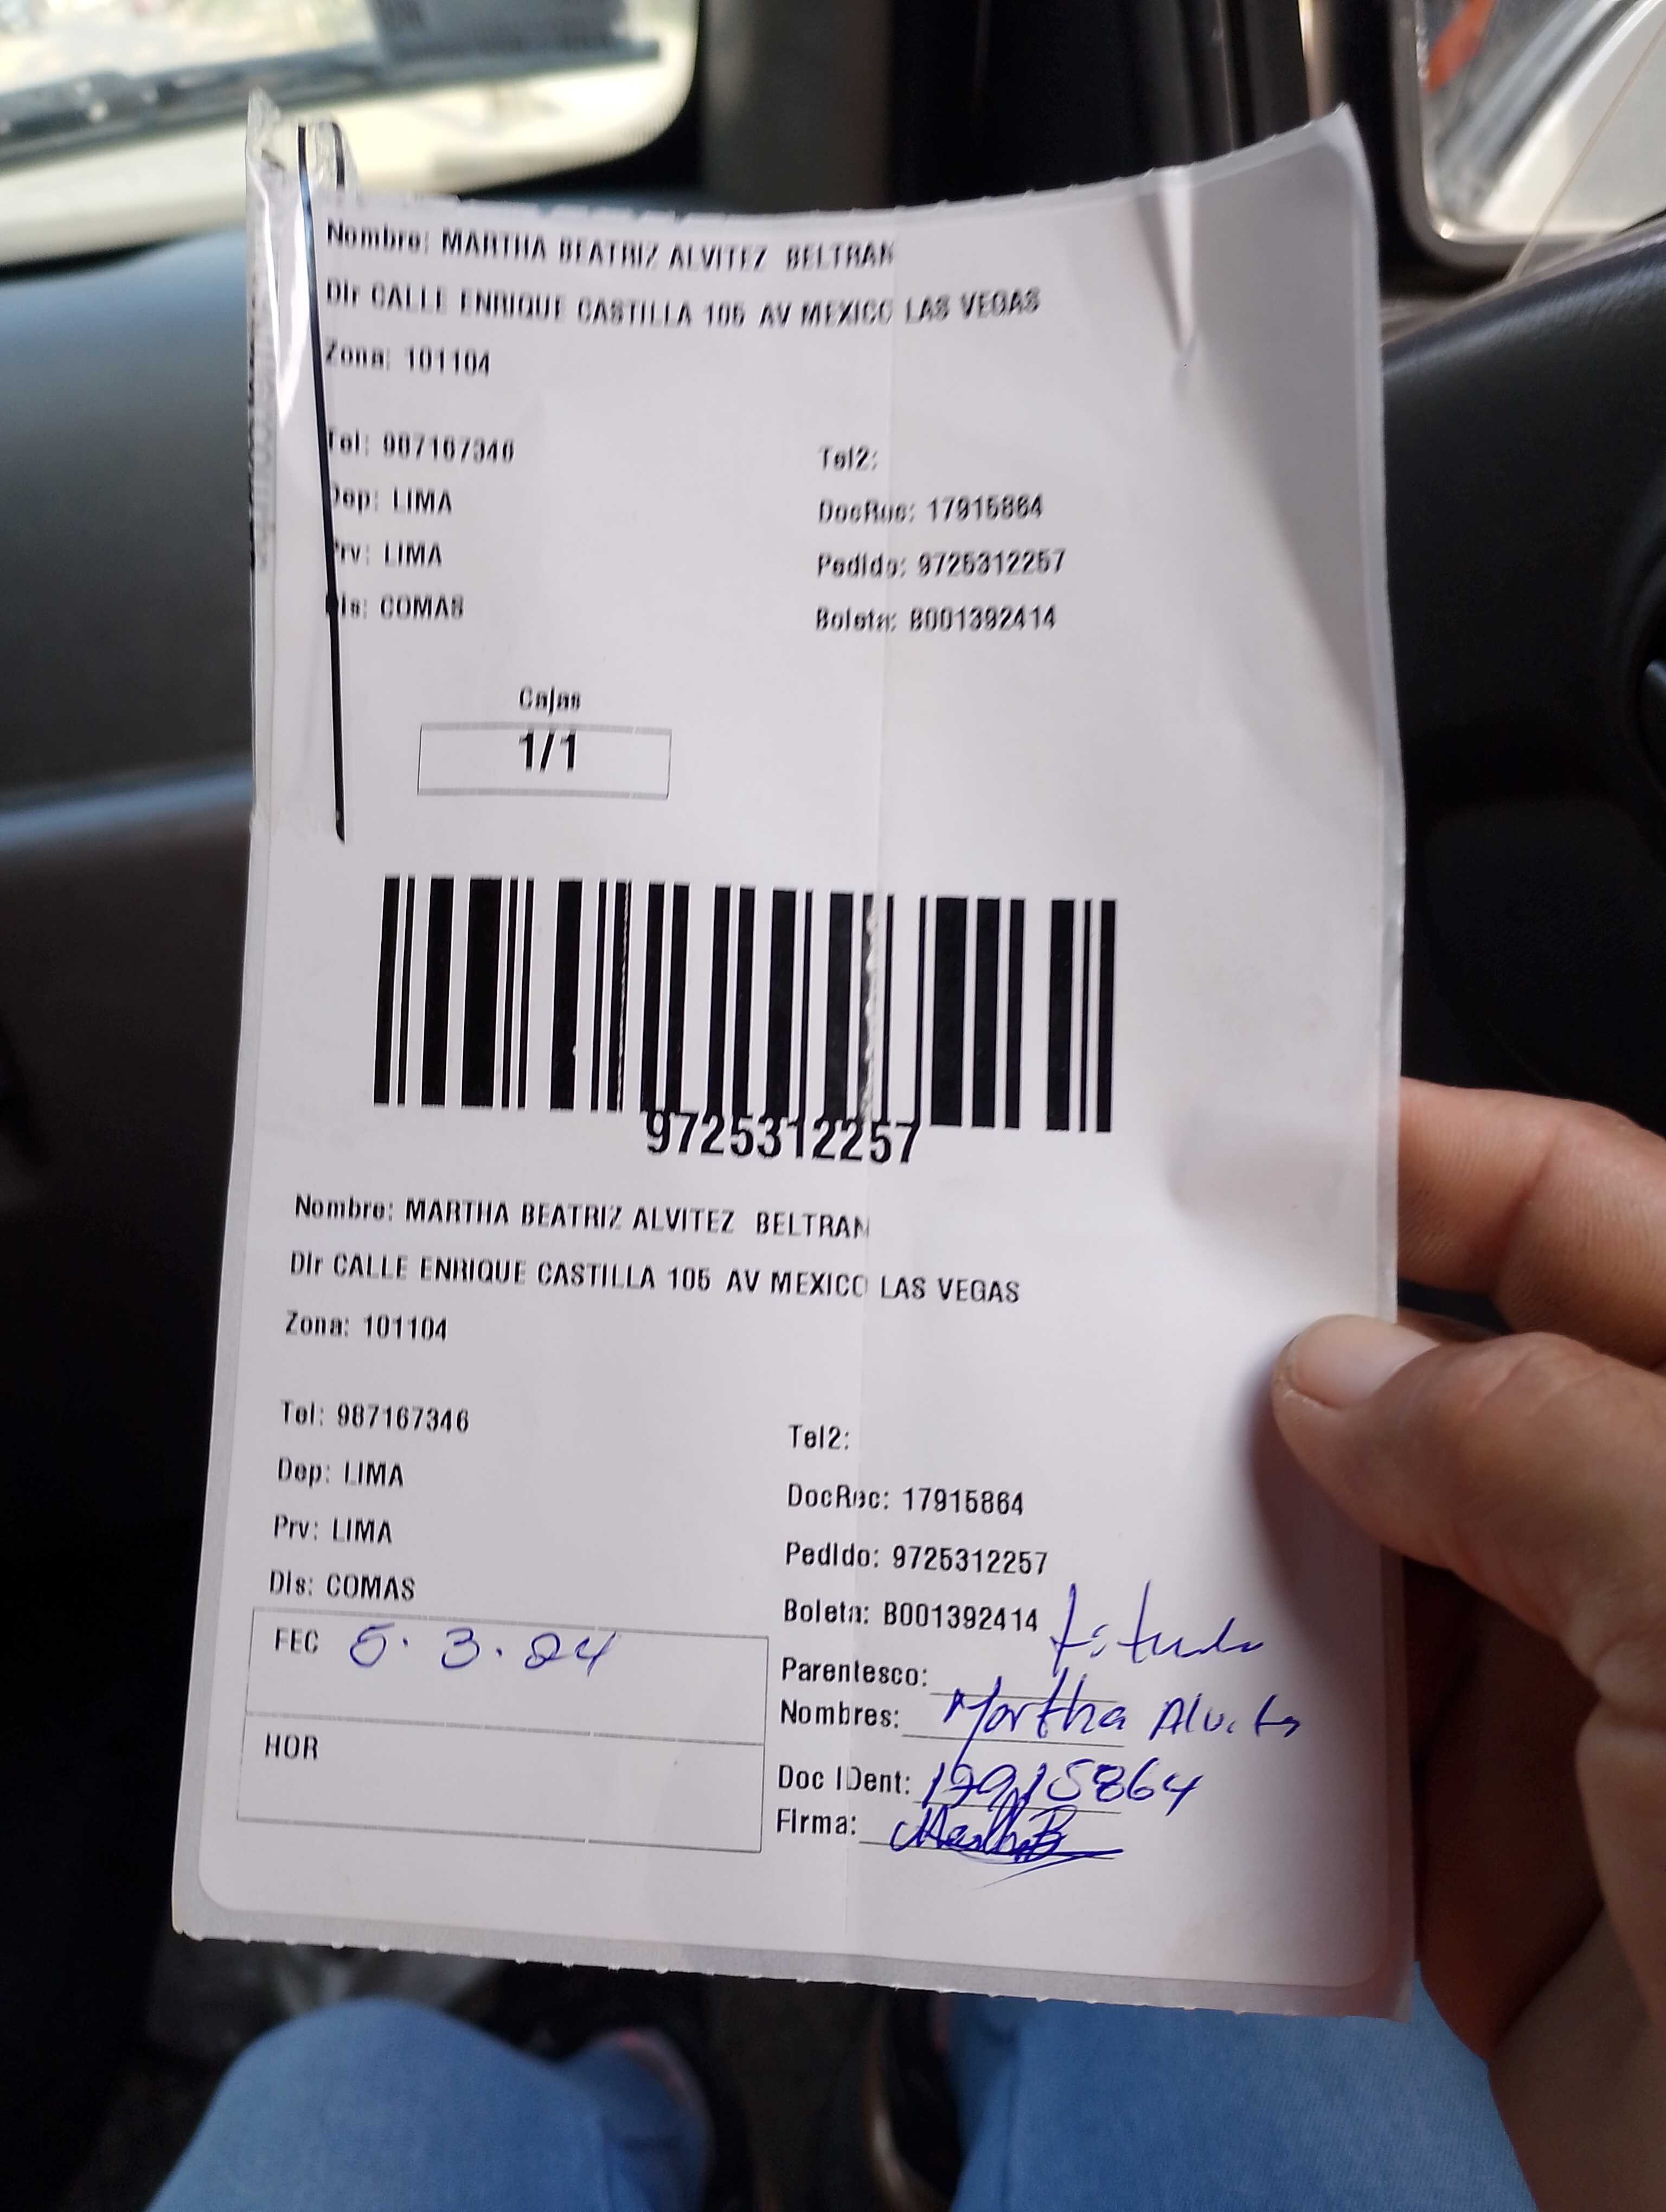 Nombre: MARTHA BEATRIZ ALVITEZ BELTRAN
Dir CALLE ENRIQUE CASTILLA 105 AV MEXICO LAS VEGAS
Zona: 101104
Tel: 987167346
Tel2:
Dep: LIMA
DocRec: 17915864
Prv: LIMA
Pedido: 9725312257
Dis: COMAS
Boleta: B001392414
Cajas
1/1
9725312257
Nombre: MARTHA BEATRIZ ALVITEZ BELTRAN
Dir CALLE ENRIQUE CASTILLA 105 AV MEXICO LAS VEGAS
Zona: 101104
Tel: 987167346
Tel2:
Dep: LIMA
DocRec: 17915864
Prv: LIMA
Pedido: 9725312257
Dis: COMAS
Boleta: B001392414
FEC 5.3.24
Parentesco:
Nombres: Martha
HOR
Doc IDent: 17915864
Firma: